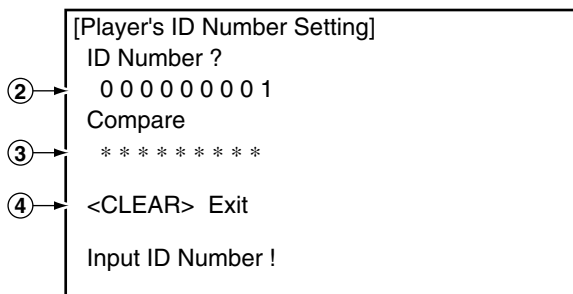 [Player's ID Number Setting]
ID Number ?
② 0 0 0 0 0 0 0 0 1
Compare
③ * * * * * * * * *
④ <CLEAR> Exit
Input ID Number !